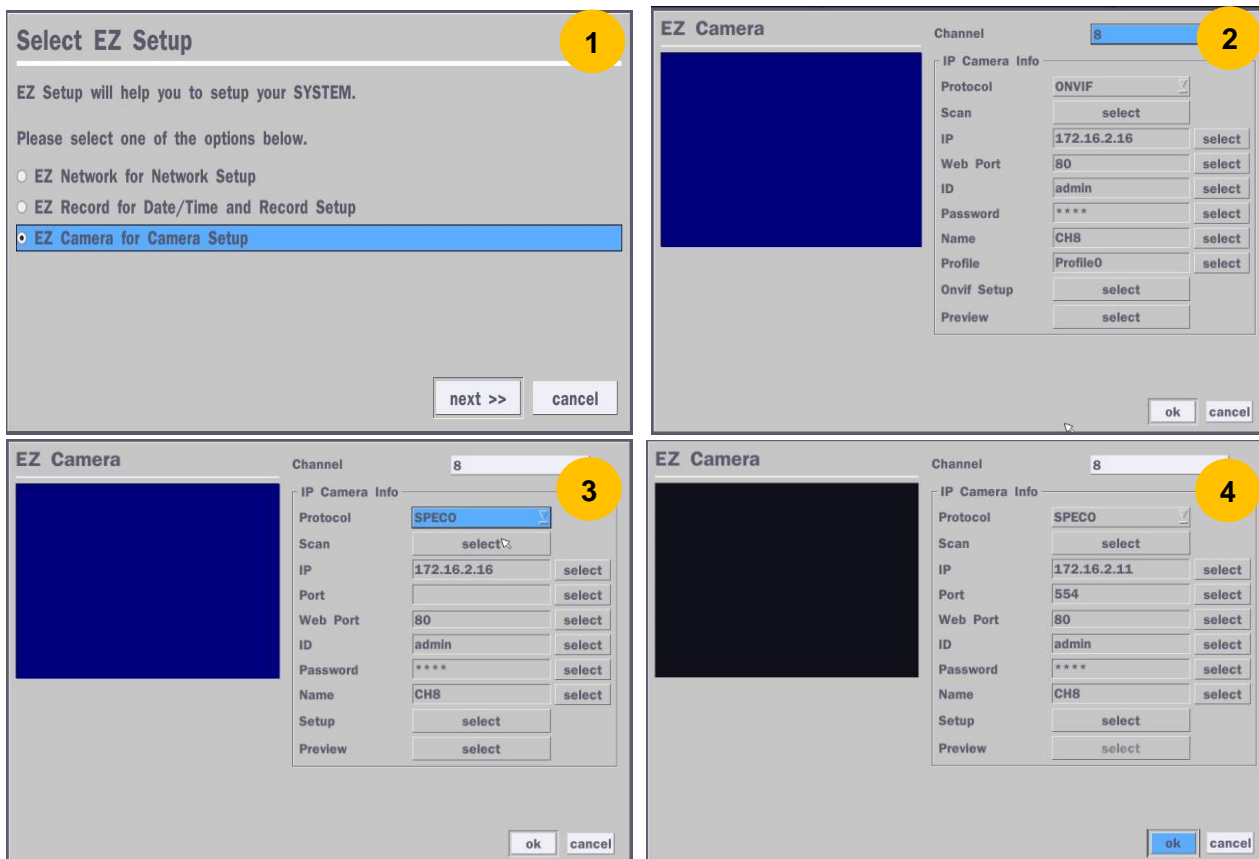 Select EZ Setup
1
EZ Setup will help you to setup your SYSTEM.
Please select one of the options below.
EZ Network for Network Setup
EZ Record for Date/Time and Record Setup
EZ Camera for Camera Setup
next >> cancel
EZ Camera
2
Channel 8
IP Camera Info
Protocol ONVIF
Scan select
IP 172.16.2.16 select
Web Port 80 select
ID admin select
Password **** select
Name CH8 select
Profile Profile0 select
Onvif Setup select
Preview select
ok cancel
EZ Camera
3
Channel 8
IP Camera Info
Protocol SPECO
Scan select
IP 172.16.2.16 select
Port select
Web Port 80 select
ID admin select
Password **** select
Name CH8 select
Setup select
Preview select
ok cancel
EZ Camera
4
Channel 8
IP Camera Info
Protocol SPECO
Scan select
IP 172.16.2.11 select
Port 554 select
Web Port 80 select
ID admin select
Password **** select
Name CH8 select
Setup select
Preview select
ok cancel